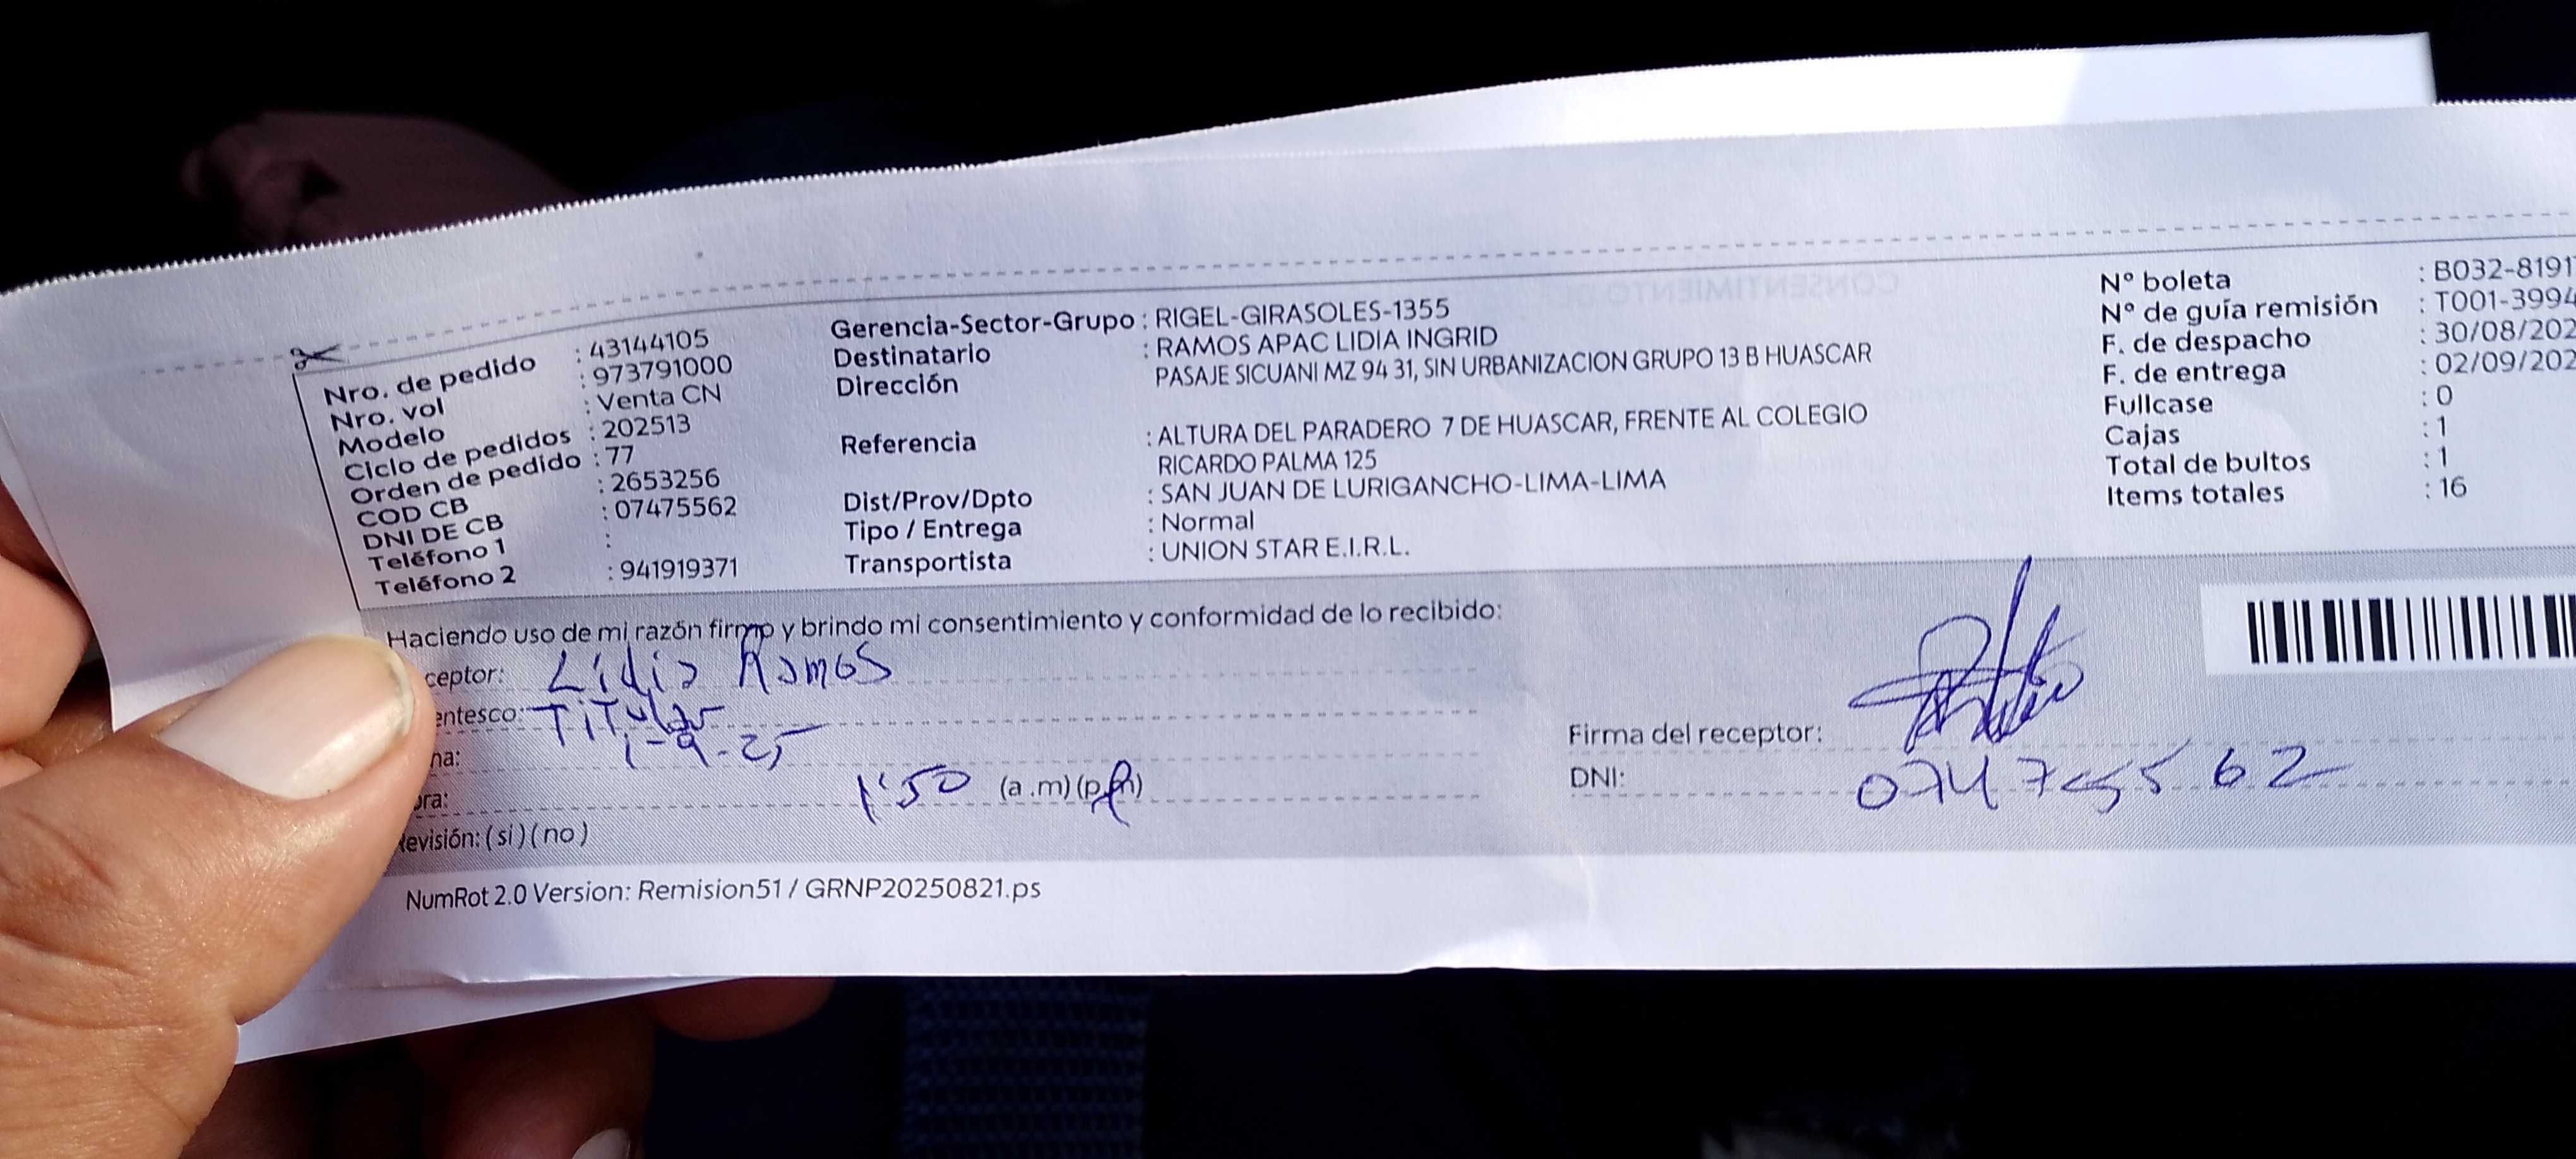 Nro. de pedido : 43144105
Nro. vol : 973791000
Modelo : Venta CN
Ciclo de pedidos : 202513
Orden de pedido : 77
COD CB : 2653256
DNI DE CB : 07475562
Teléfono 1 :
Teléfono 2 : 941919371
Gerencia-Sector-Grupo : RIGEL-GIRASOLES-1355
Destinatario : RAMOS APAC LIDIA INGRID
Dirección PASAJE SICUANI MZ 94 31, SIN URBANIZACION GRUPO 13 B HUASCAR
Referencia : ALTURA DEL PARADERO 7 DE HUASCAR, FRENTE AL COLEGIO
RICARDO PALMA 125
Dist/Prov/Dpto : SAN JUAN DE LURIGANCHO-LIMA-LIMA
Tipo / Entrega : Normal
Transportista : UNION STAR E.I.R.L.
N° boleta : B032-8191
N° de guía remisión : T001-3994
F. de despacho : 30/08/202
F. de entrega : 02/09/202
Fullcase : 0
Cajas : 1
Total de bultos : 1
Items totales : 16
Haciendo uso de mi razón firmo y brindo mi consentimiento y conformidad de lo recibido:
ceptor: Lidia Ramos
entesco: Titular
na: 1-9-25
ora: 1:50 (a.m)(p.m)
evisión: (si)(no)
Firma del receptor:
DNI: 07475562
NumRot 2.0 Version: Remision51 / GRNP20250821.ps